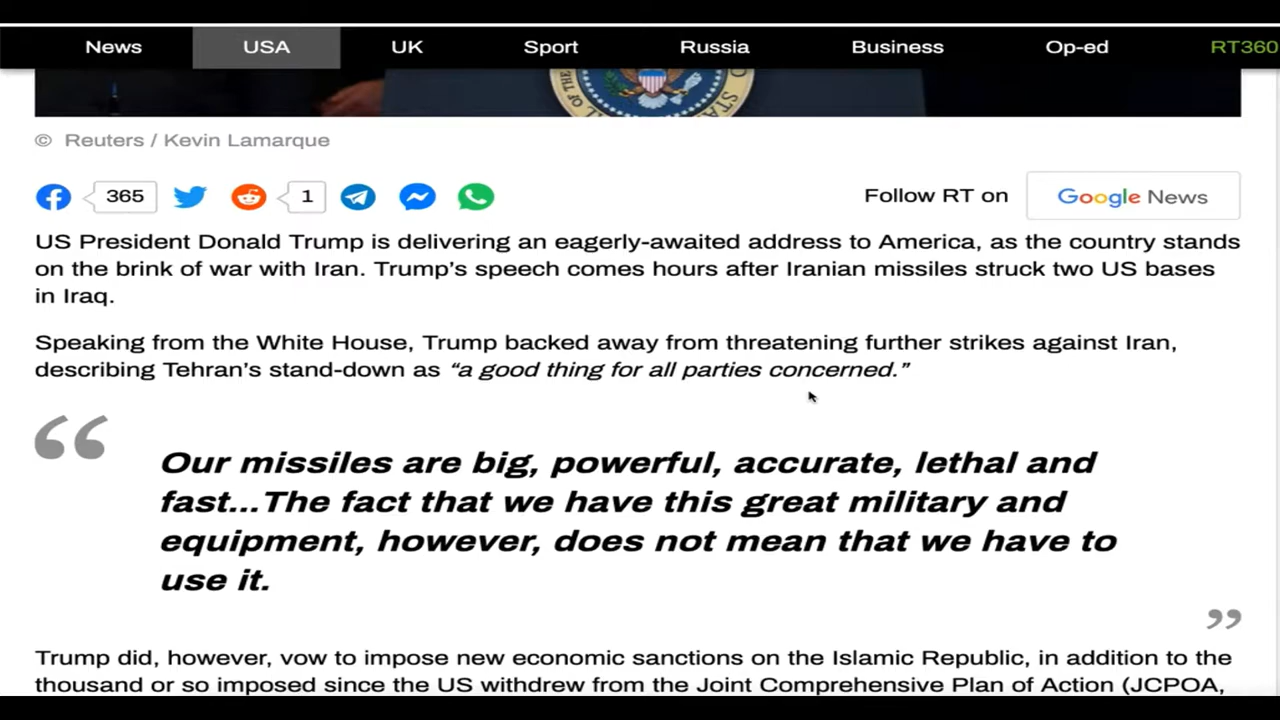 News USA UK Sport Russia Business Op-ed RT360
OF THE
© Reuters / Kevin Lamarque
365 1 Follow RT on Google News
US President Donald Trump is delivering an eagerly-awaited address to America, as the country stands
on the brink of war with Iran. Trump’s speech comes hours after Iranian missiles struck two US bases
in Iraq.
Speaking from the White House, Trump backed away from threatening further strikes against Iran,
describing Tehran’s stand-down as “a good thing for all parties concerned.”
“
Our missiles are big, powerful, accurate, lethal and
fast...The fact that we have this great military and
equipment, however, does not mean that we have to
use it.
”
Trump did, however, vow to impose new economic sanctions on the Islamic Republic, in addition to the
thousand or so imposed since the US withdrew from the Joint Comprehensive Plan of Action (JCPOA,